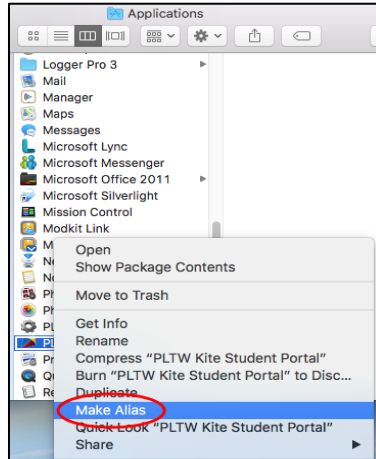 Applications
Logger Pro 3
Mail
Manager
Maps
Messages
Microsoft Lync
Microsoft Messenger
Microsoft Office 2011
Microsoft Silverlight
Mission Control
Modkit Link
Open
Show Package Contents
Move to Trash
Get Info
Rename
Compress “PLTW Kite Student Portal”
Burn “PLTW Kite Student Portal” to Disc...
Duplicate
Make Alias
Quick Look “PLTW Kite Student Portal”
Share